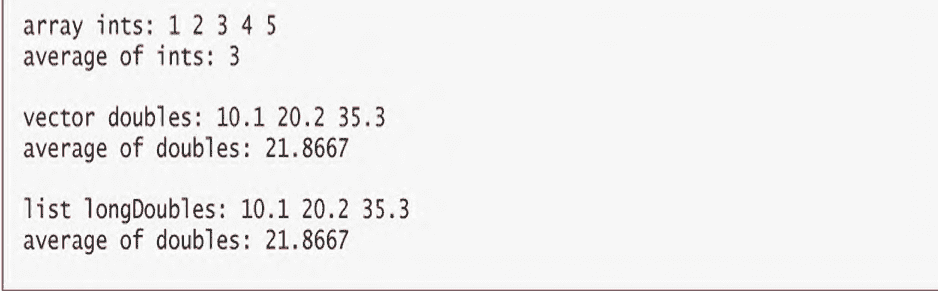 array ints: 1 2 3 4 5
average of ints: 3
vector doubles: 10.1 20.2 35.3
average of doubles: 21.8667
list longDoubles: 10.1 20.2 35.3
average of doubles: 21.8667